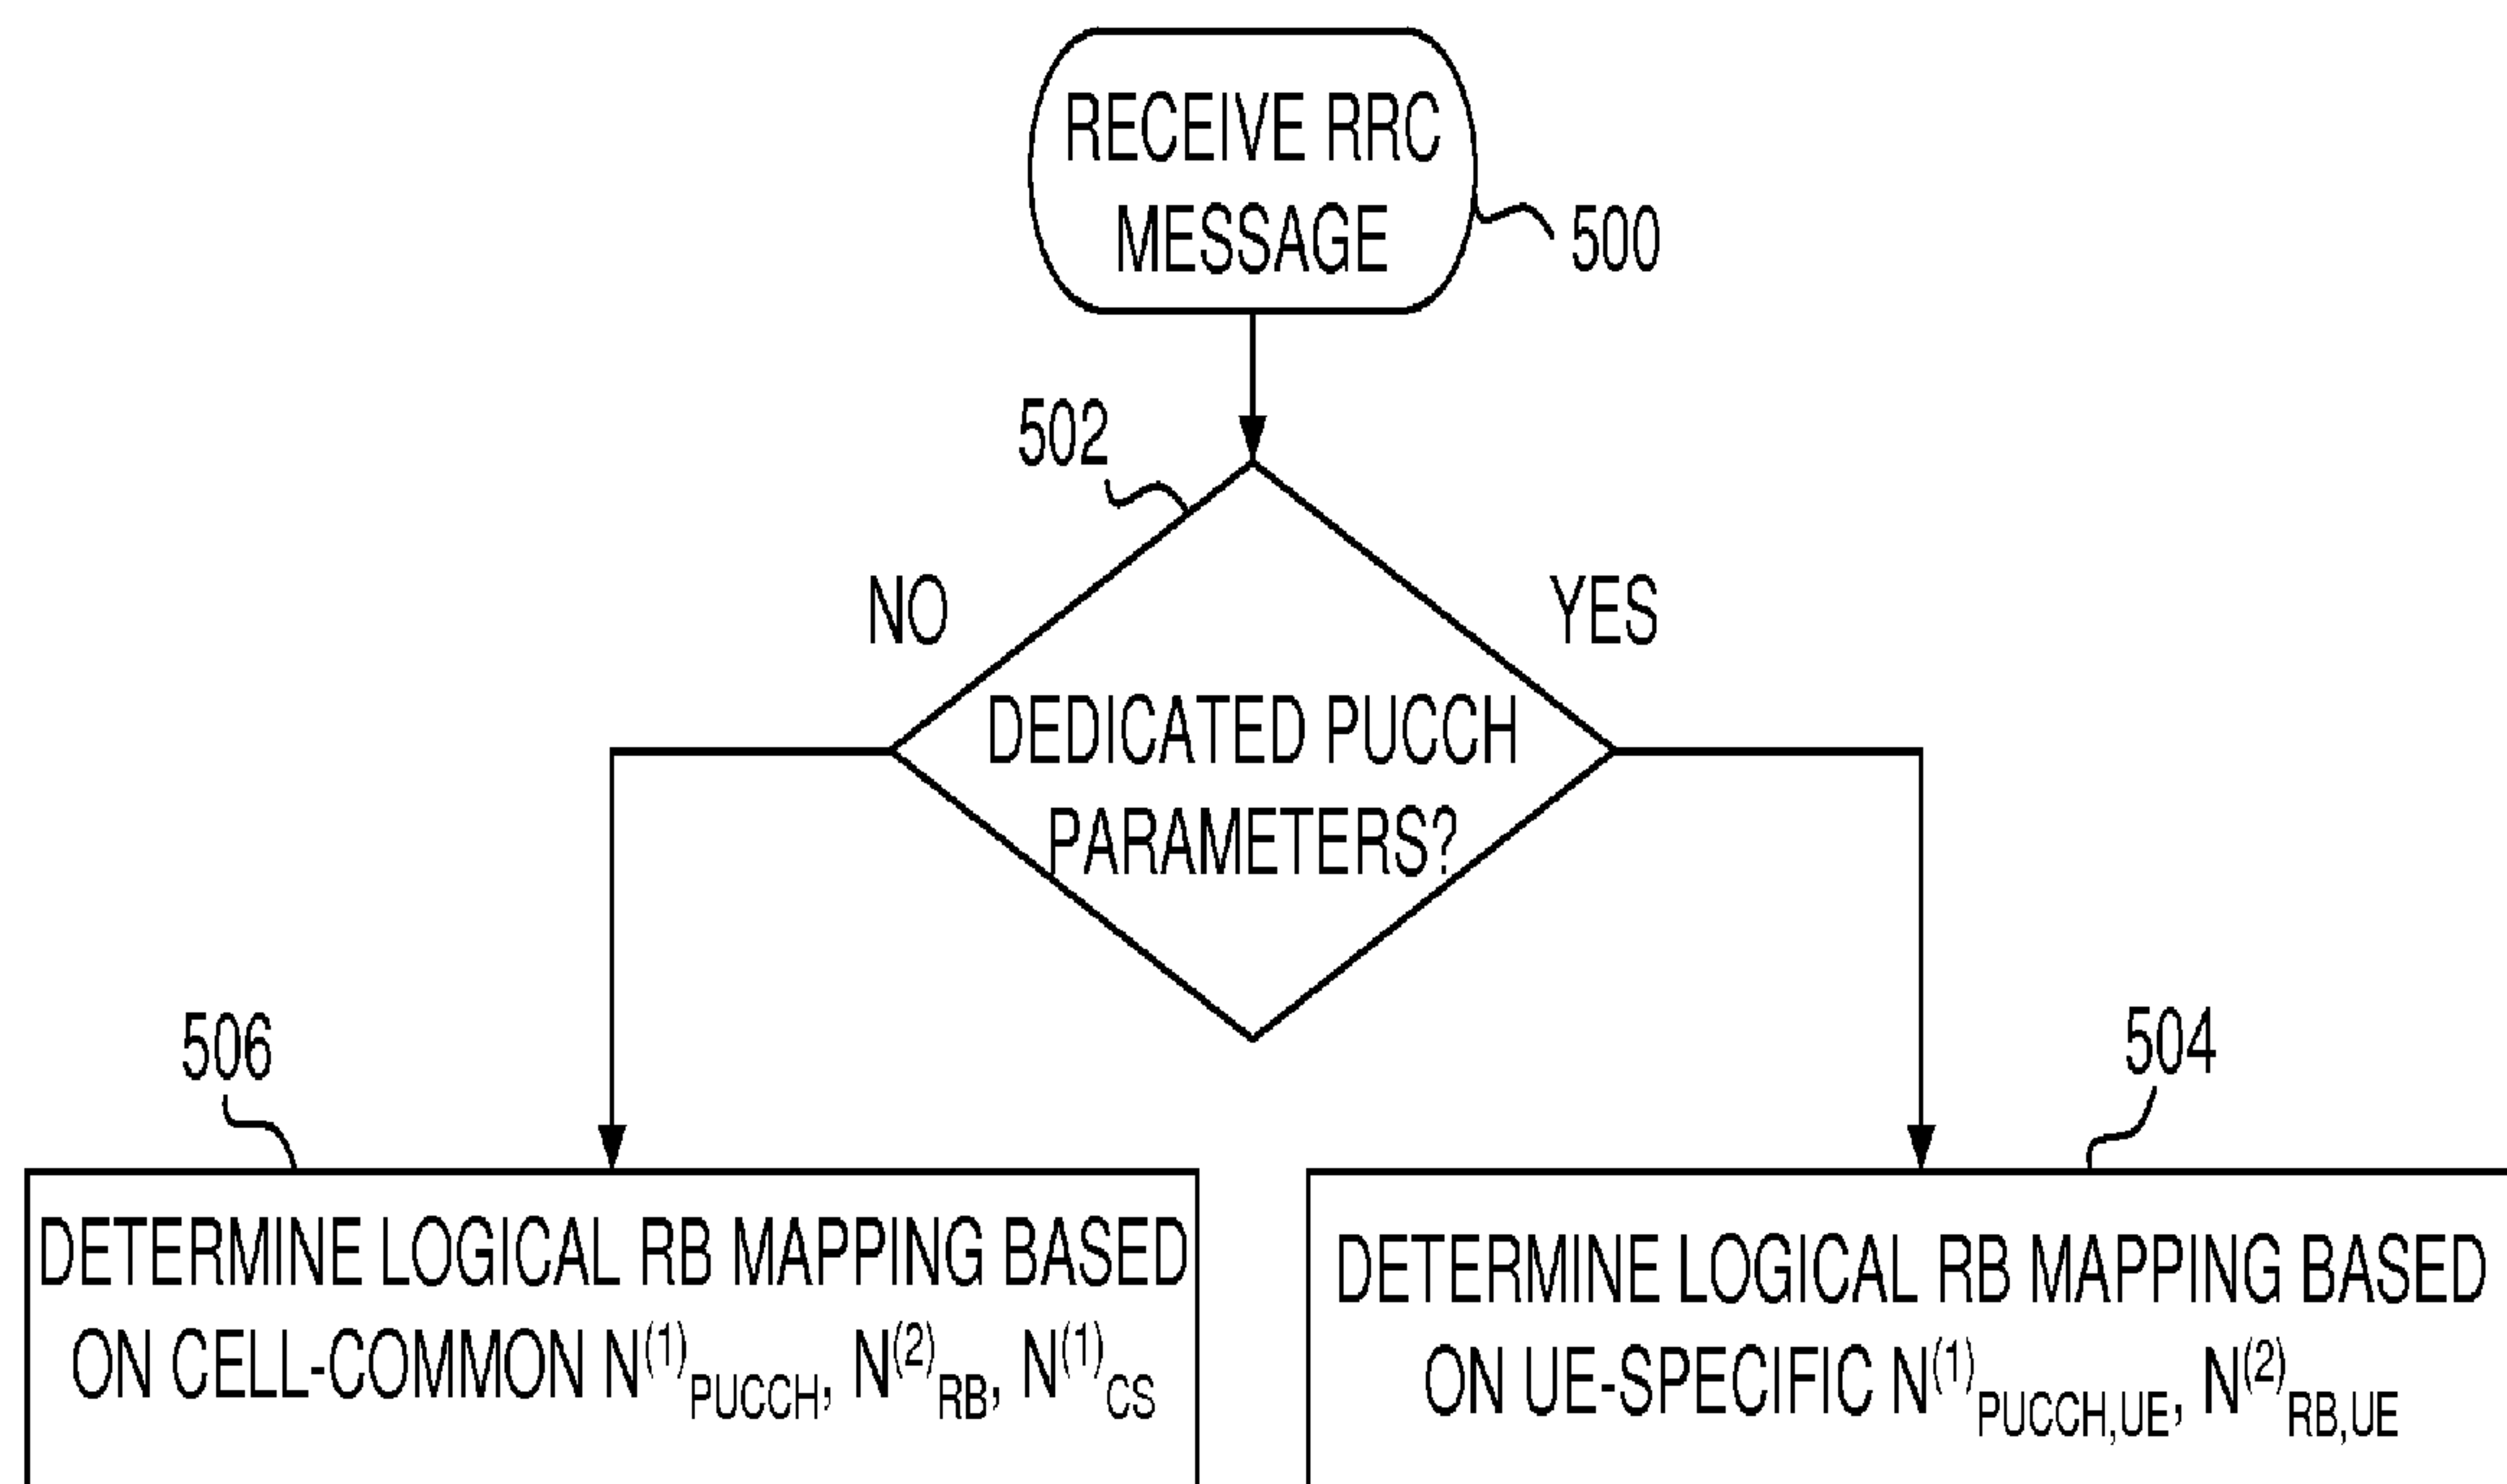 RECEIVE RRC
MESSAGE
500
502
NO
YES
DEDICATED PUCCH
PARAMETERS?
506
504
DETERMINE LOGICAL RB MAPPING BASED
ON CELL-COMMON N(1)PUCCH, N(2)RB, N(1)CS
DETERMINE LOGICAL RB MAPPING BASED
ON UE-SPECIFIC N(1)PUCCH,UE, N(2)RB,UE